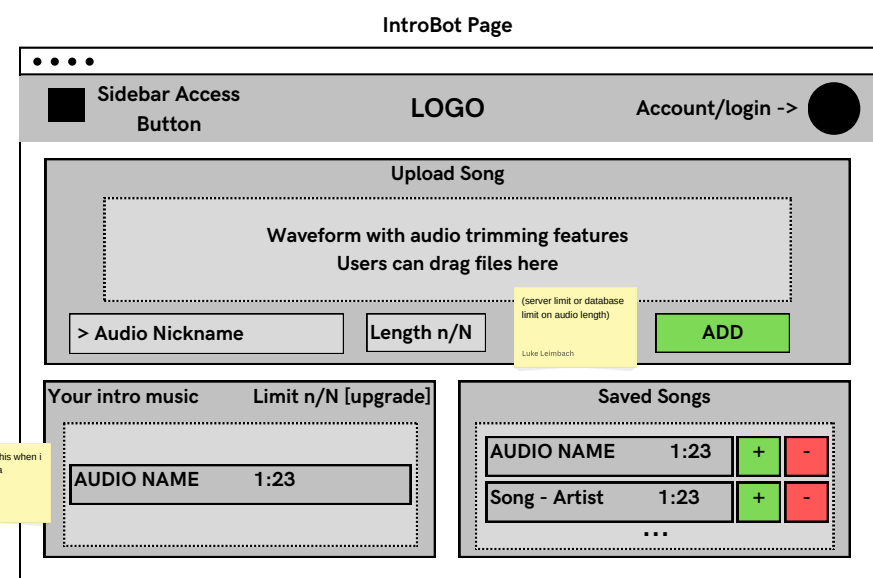 IntroBot Page
Sidebar Access
Button
LOGO
Account/login ->
Upload Song
Waveform with audio trimming features
Users can drag files here
(server limit or database
limit on audio length)
Luke Leimbach
> Audio Nickname
Length n/N
ADD
Your intro music
Limit n/N [upgrade]
when i
AUDIO NAME 1:23
Saved Songs
AUDIO NAME 1:23 + -
Song - Artist 1:23 + -
...